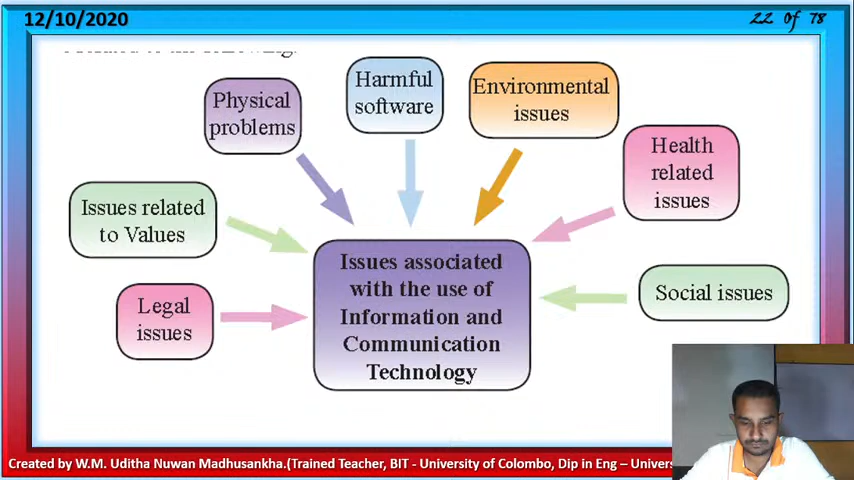 12/10/2020
22 of 78
Physical
problems
Harmful
software
Environmental
issues
Health
related
issues
Issues related
to Values
Legal
issues
Issues associated
with the use of
Information and
Communication
Technology
Social issues
Created by W.M. Uditha Nuwan Madhusankha.(Trained Teacher, BIT - University of Colombo, Dip in Eng –